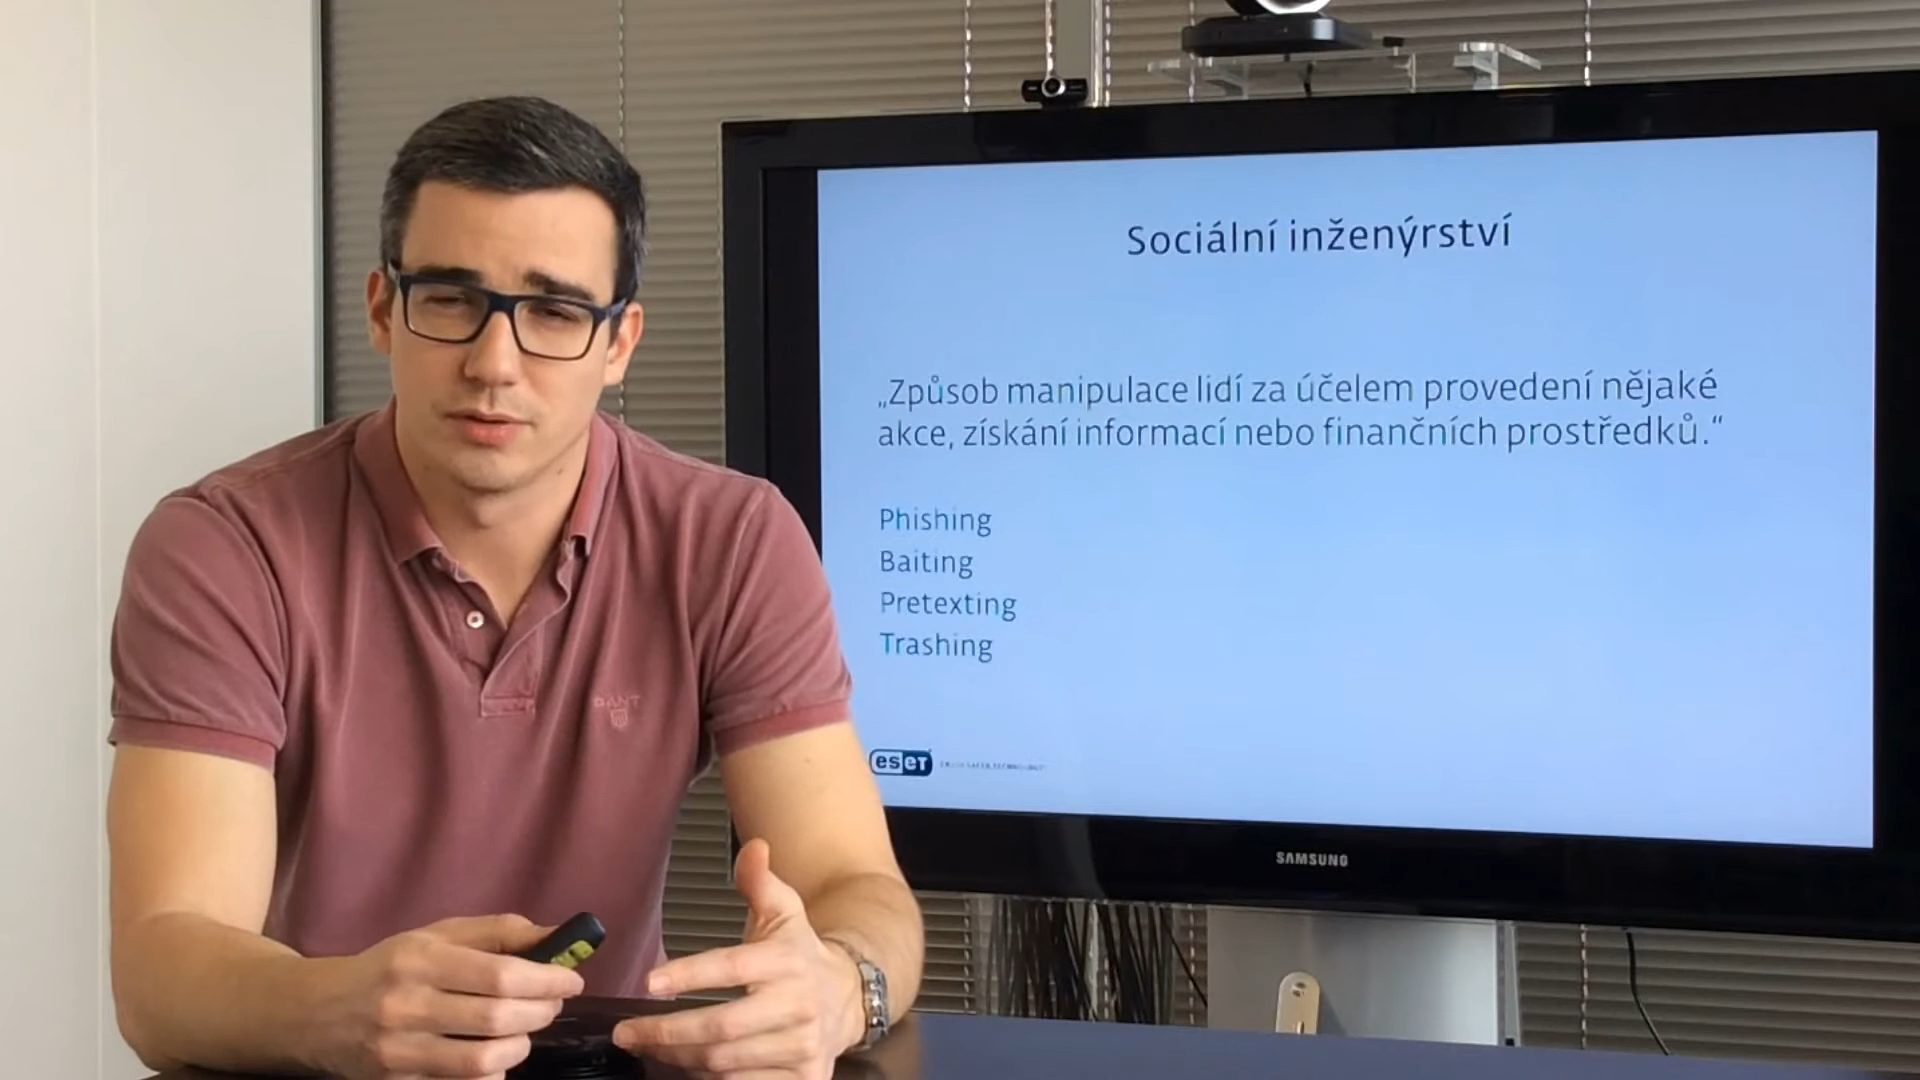 Sociální inženýrství
„Způsob manipulace lidí za účelem provedení nějaké
akce, získání informací nebo finančních prostředků.“
Phishing
Baiting
Pretexting
Trashing
eset
SAMSUNG
GANT